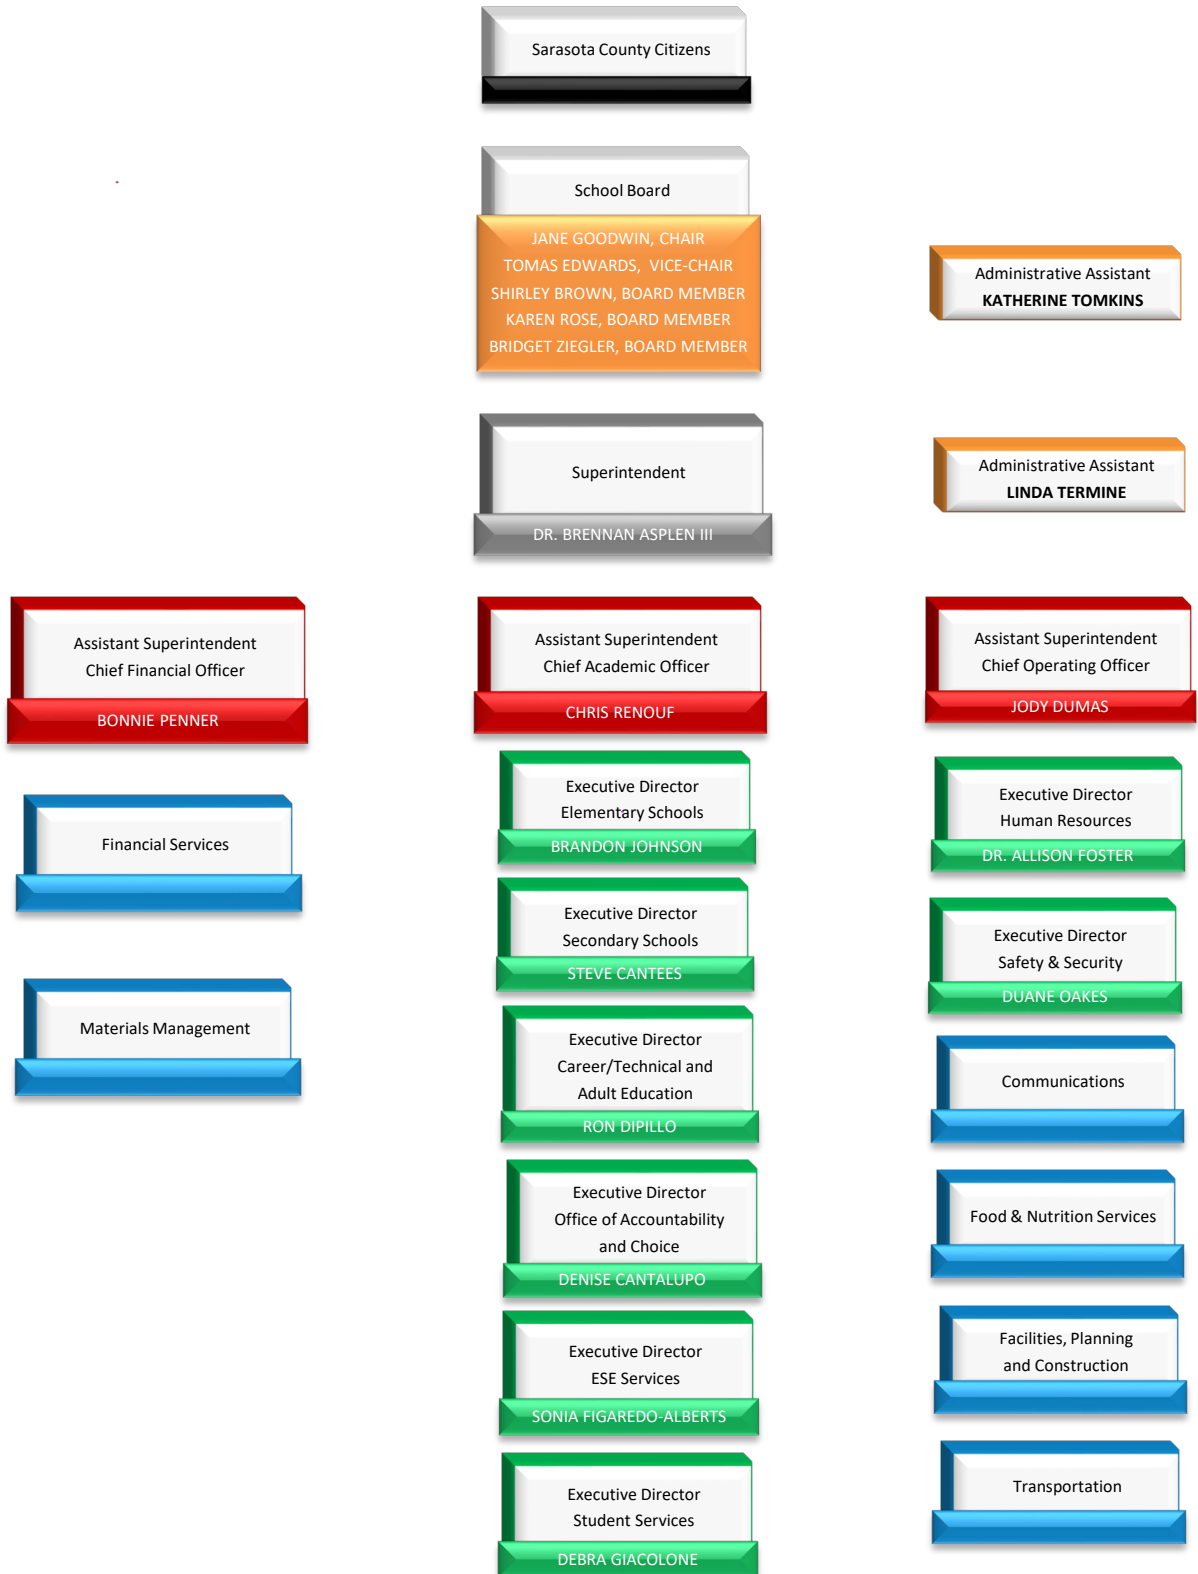 Sarasota County Citizens
School Board
JANE GOODWIN, CHAIR
TOMAS EDWARDS, VICE-CHAIR
SHIRLEY BROWN, BOARD MEMBER
KAREN ROSE, BOARD MEMBER
BRIDGET ZIEGLER, BOARD MEMBER
Administrative Assistant
KATHERINE TOMKINS
Superintendent
DR. BRENNAN ASPLEN III
Administrative Assistant
LINDA TERMINE
Assistant Superintendent
Chief Financial Officer
BONNIE PENNER
Financial Services
Materials Management
Assistant Superintendent
Chief Academic Officer
CHRIS RENOUF
Executive Director
Elementary Schools
BRANDON JOHNSON
Executive Director
Secondary Schools
STEVE CANTEES
Executive Director
Career/Technical and
Adult Education
RON DIPILLO
Executive Director
Office of Accountability
and Choice
DENISE CANTALUPO
Executive Director
ESE Services
SONIA FIGAREDO-ALBERTS
Executive Director
Student Services
DEBRA GIACOLONE
Assistant Superintendent
Chief Operating Officer
JODY DUMAS
Executive Director
Human Resources
DR. ALLISON FOSTER
Executive Director
Safety & Security
DUANE OAKES
Communications
Food & Nutrition Services
Facilities, Planning
and Construction
Transportation